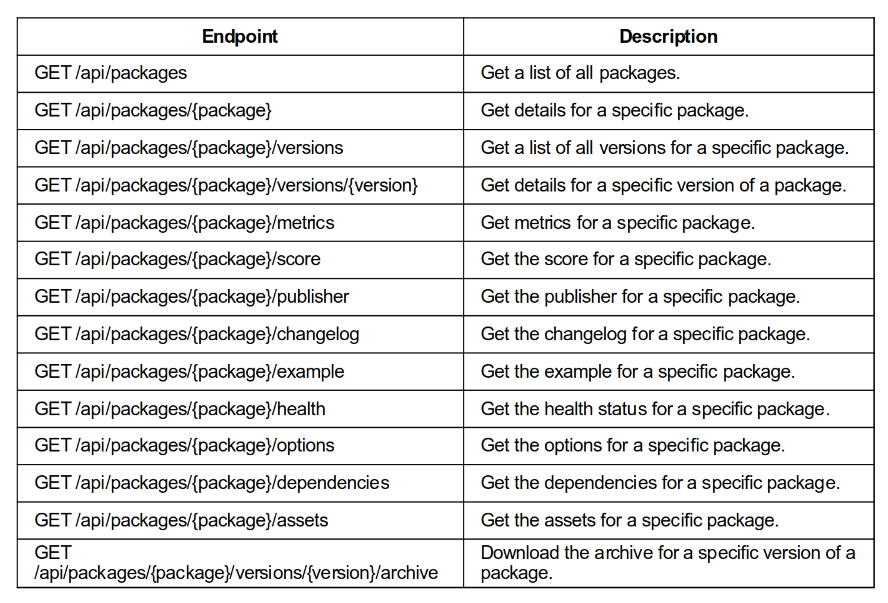 Endpoint Description
GET /api/packages Get a list of all packages.
GET /api/packages/{package} Get details for a specific package.
GET /api/packages/{package}/versions Get a list of all versions for a specific package.
GET /api/packages/{package}/versions/{version} Get details for a specific version of a package.
GET /api/packages/{package}/metrics Get metrics for a specific package.
GET /api/packages/{package}/score Get the score for a specific package.
GET /api/packages/{package}/publisher Get the publisher for a specific package.
GET /api/packages/{package}/changelog Get the changelog for a specific package.
GET /api/packages/{package}/example Get the example for a specific package.
GET /api/packages/{package}/health Get the health status for a specific package.
GET /api/packages/{package}/options Get the options for a specific package.
GET /api/packages/{package}/dependencies Get the dependencies for a specific package.
GET /api/packages/{package}/assets Get the assets for a specific package.
GET
/api/packages/{package}/versions/{version}/archive
Download the archive for a specific version of a
package.